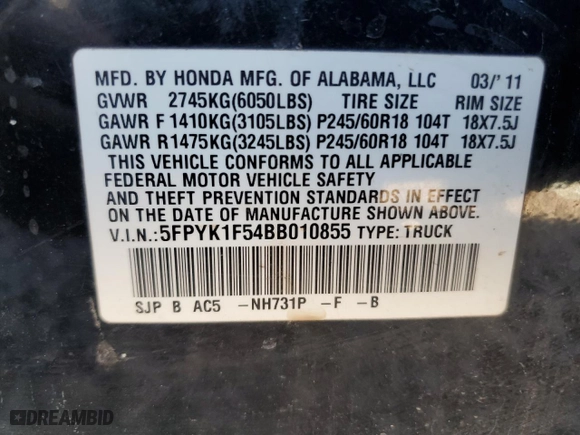 MFD. BY HONDA MFG. OF ALABAMA, LLC 03/'11
GVWR 2745KG(6050LBS) TIRE SIZE RIM SIZE
GAWR F 1410KG(3105LBS) P245/60R18 104T 18X7.5J
GAWR R 1475KG(3245LBS) P245/60R18 104T 18X7.5J
THIS VEHICLE CONFORMS TO ALL APPLICABLE
FEDERAL MOTOR VEHICLE SAFETY
AND THEFT PREVENTION STANDARDS IN EFFECT
ON THE DATE OF MANUFACTURE SHOWN ABOVE.
V.I.N.:5FPYK1F54BB010855 TYPE: TRUCK
SJP B AC5 -NH731P -F -B
DREAMBID